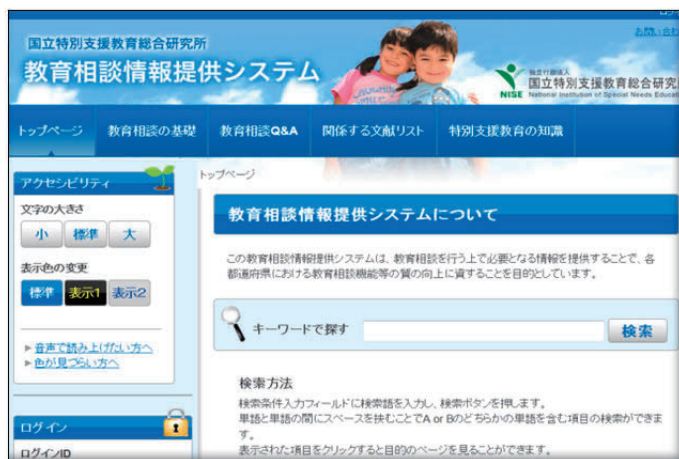 お問い合わ
国立特別支援教育総合研究所
教育相談情報提供システム
独立行政法人
国立特別支援教育総合研究
NISE National Institution of Special Needs Educat
トップページ
教育相談の基礎
教育相談Q&A
関係する文献リスト
特別支援教育の知識
アクセシビリティ
文字の大きさ
小 標準 大
表示色の変更
標準 表示1 表示2
音声で読み上げたい方へ
色が見づらい方へ
ログイン
ログインID
トップページ
教育相談情報提供システムについて
この教育相談情報提供システムは、教育相談を行う上で必要となる情報を提供することで、各
都道府県における教育相談機能等の質の向上に資することを目的としています。
キーワードで探す
検索
検索方法
検索条件入力フィールドに検索語を入力し、検索ボタンを押します。
単語と単語の間にスペースを挟むことでA or Bのどちらかの単語を含む項目の検索ができま
す。
表示された項目をクリックすると目的のページを見ることができます。